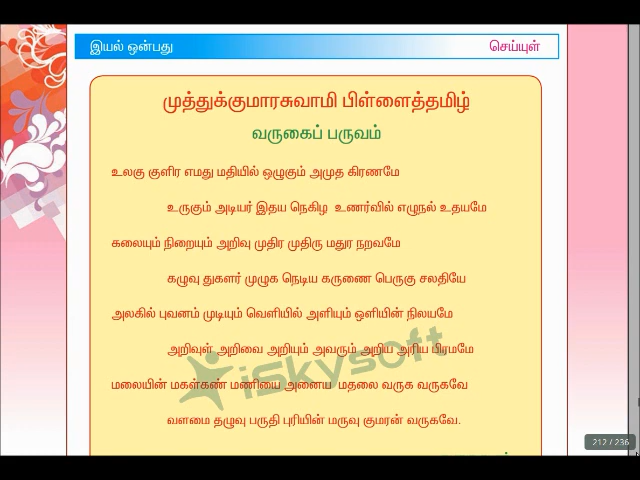 இயல் ஒன்பது
செய்யுள்
முத்துக்குமாரசுவாமி பிள்ளைத்தமிழ்
வருகைப் பருவம்
உலகு குளிர எமது மதியில் ஒழுகும் அமுத கிரணமே
உருகும் அடியர் இதய நெகிழ உணர்வில் எழுநல் உதயமே
கலையும் நிறையும் அறிவு முதிர முதிரு மதுர நறவமே
கழுவு துகளர் முழுக நெடிய கருணை பெருகு சலதியே
அலகில் புவனம் முடியும் வெளியில் அளியும் ஒளியின் நிலயமே
அறிவுள் அறிவை அறியும் அவரும் அறிய அரிய பிரமமே
மலையின் மகள்கண் மணியை அனைய மதலை வருக வருகவே
வளமை தழுவு பருதி புரியின் மருவு குமரன் வருகவே.
iSkysoft
212 / 236